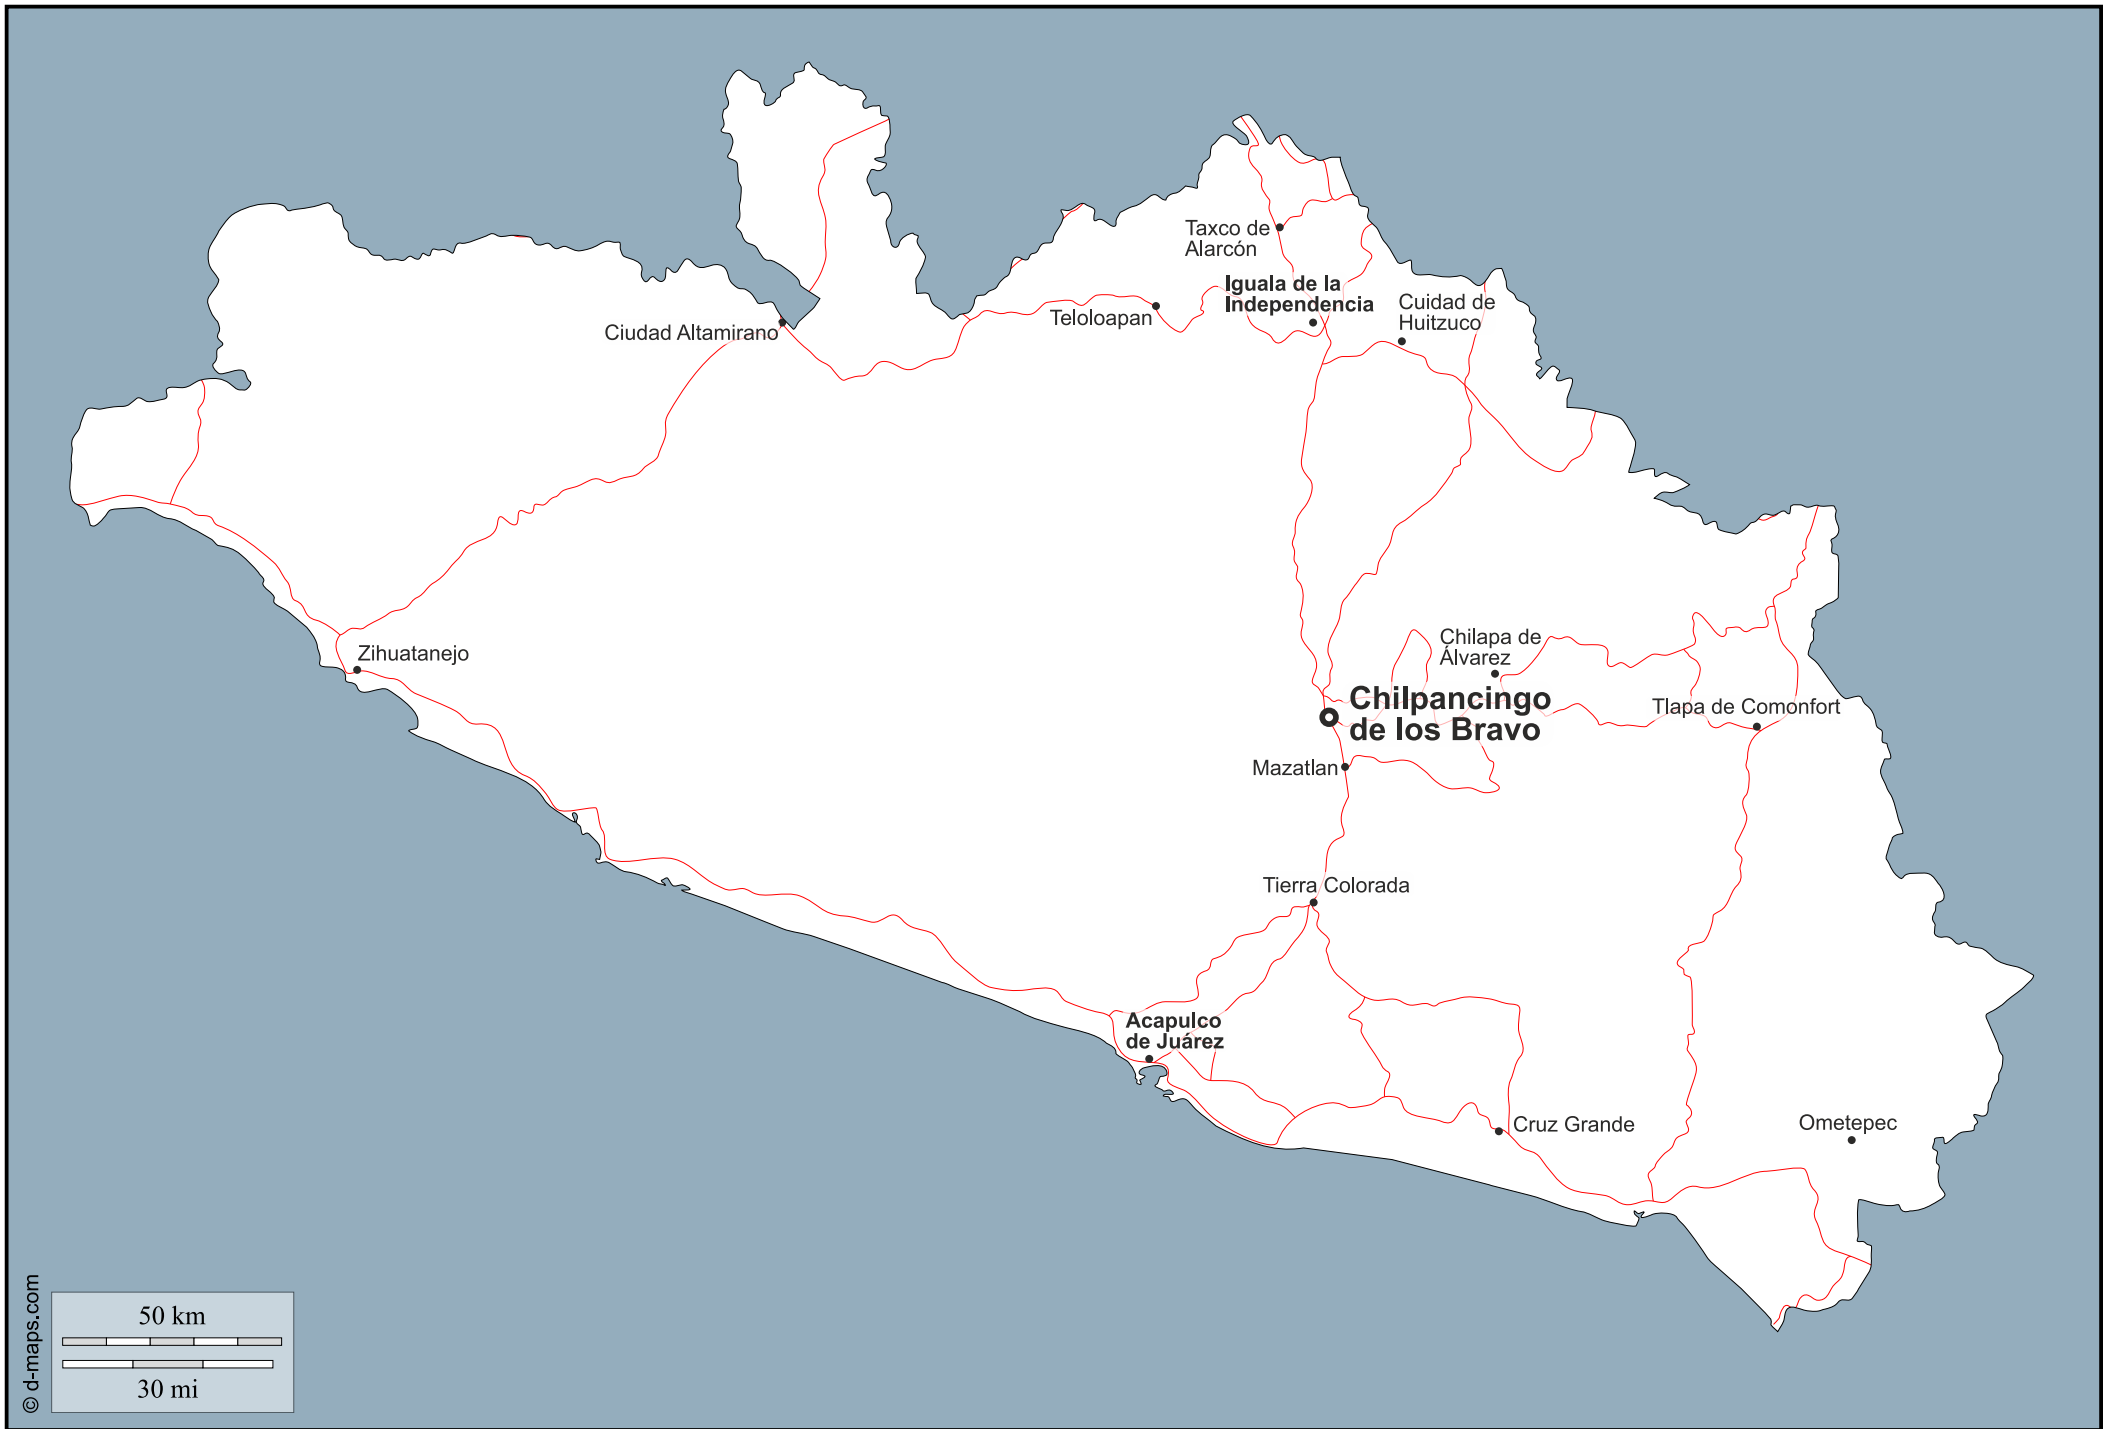 Taxco de
Alarcón
Iguala de la
Independencia
Cuidad de
Huitzuco
Teloloapan
Ciudad Altamirano
Chilapa de
Álvarez
Zihuatanejo
Chilpancingo
de los Bravo
Tlapa de Comonfort
Mazatlan
Tierra Colorada
Acapulco
de Juárez
Cruz Grande
Ometepec
50 km
30 mi
© d-maps.com